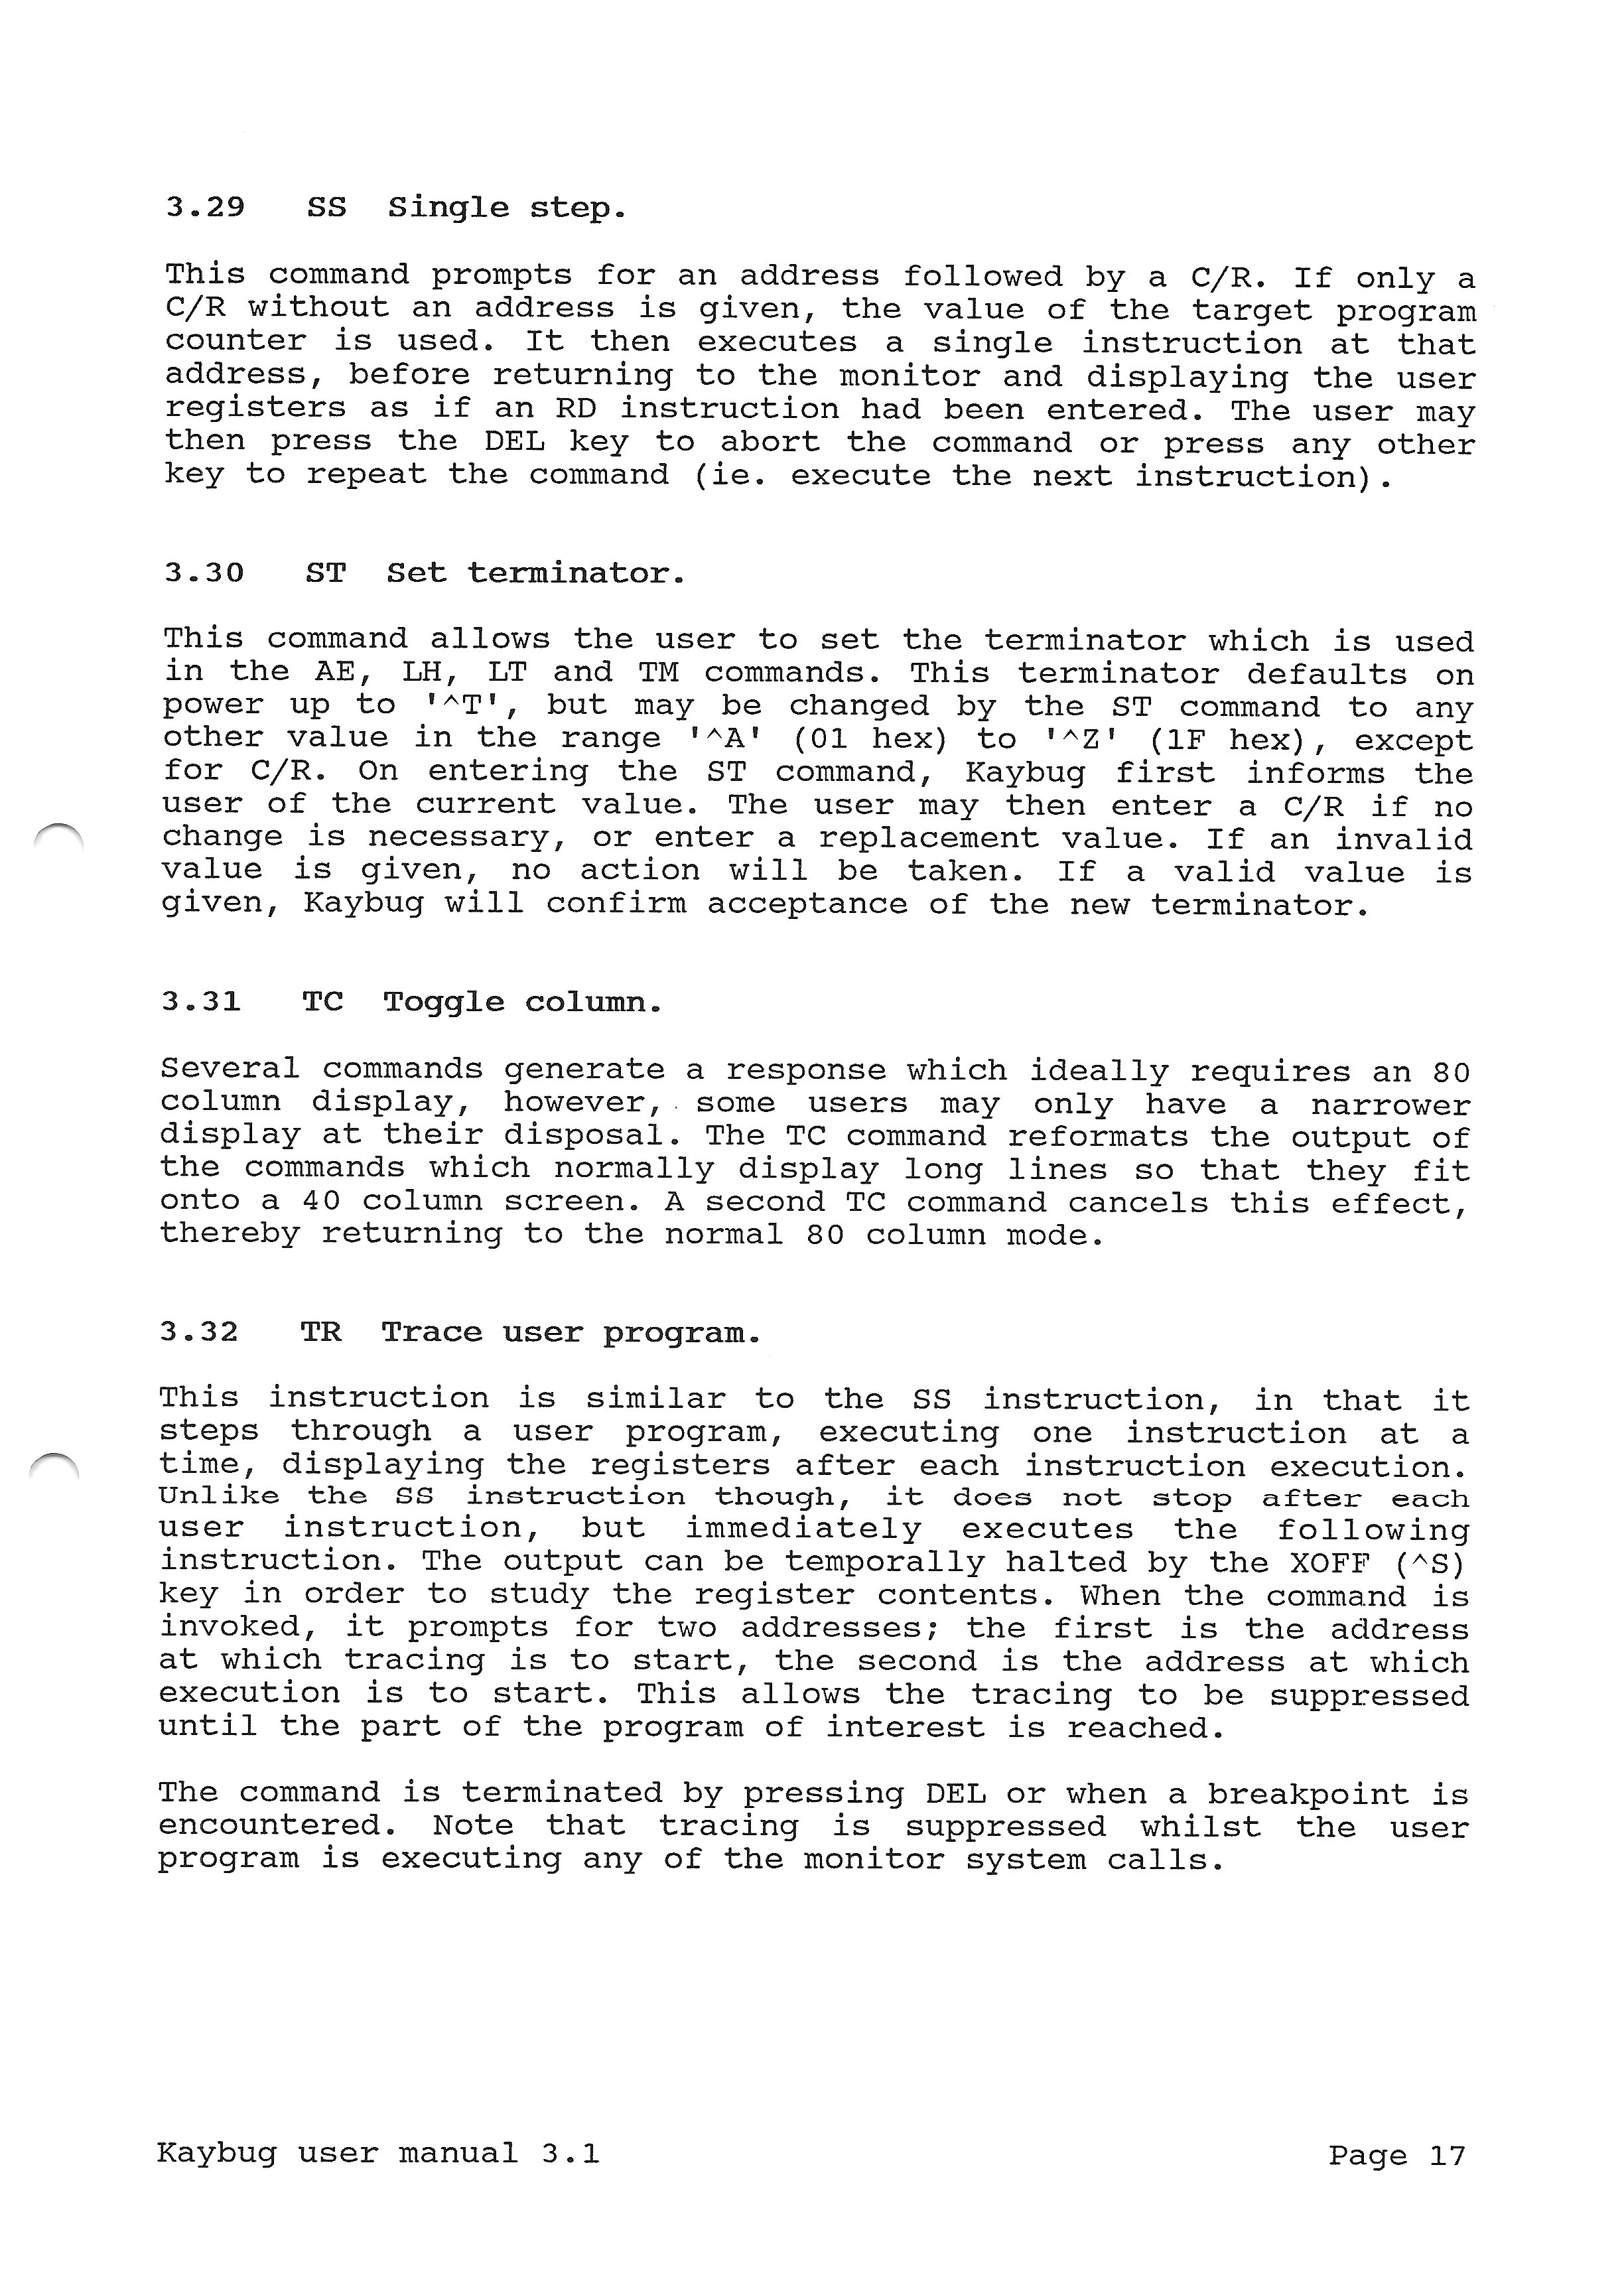 3.29 SS Single step.
This command prompts for an address followed by a C/R. If only a
C/R without an address is given, the value of the target program
counter is used. It then executes a single instruction at that
address, before returning to the monitor and displaying the user
registers as if an RD instruction had been entered. The user may
then press the DEL key to abort the command or press any other
key to repeat the command (ie. execute the next instruction).
3.30 ST Set terminator.
This command allows the user to set the terminator which is used
in the AE, LH, LT and TM commands. This terminator defaults on
power up to '^T', but may be changed by the ST command to any
other value in the range '^A' (01 hex) to '^Z' (1F hex), except
for C/R. On entering the ST command, Kaybug first informs the
user of the current value. The user may then enter a C/R if no
change is necessary, or enter a replacement value. If an invalid
value is given, no action will be taken. If a valid value is
given, Kaybug will confirm acceptance of the new terminator.
3.31 TC Toggle column.
Several commands generate a response which ideally requires an 80
column display, however, some users may only have a narrower
display at their disposal. The TC command reformats the output of
the commands which normally display long lines so that they fit
onto a 40 column screen. A second TC command cancels this effect,
thereby returning to the normal 80 column mode.
3.32 TR Trace user program.
This instruction is similar to the SS instruction, in that it
steps through a user program, executing one instruction at a
time, displaying the registers after each instruction execution.
Unlike the SS instruction though, it does not stop after each
user instruction, but immediately executes the following
instruction. The output can be temporally halted by the XOFF (^S)
key in order to study the register contents. When the command is
invoked, it prompts for two addresses; the first is the address
at which tracing is to start, the second is the address at which
execution is to start. This allows the tracing to be suppressed
until the part of the program of interest is reached.
The command is terminated by pressing DEL or when a breakpoint is
encountered. Note that tracing is suppressed whilst the user
program is executing any of the monitor system calls.
Kaybug user manual 3.1 Page 17